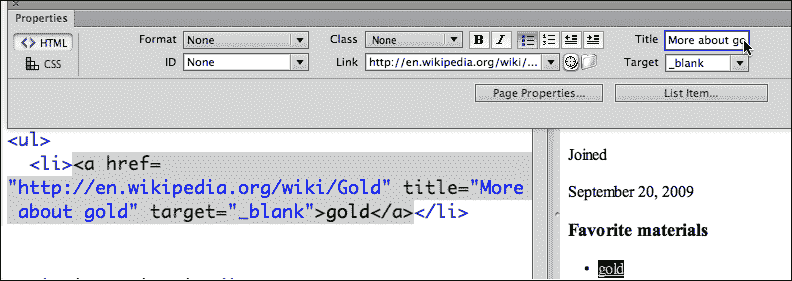 Properties
<> HTML
CSS
Format None Class None B I Title More about go
ID None Link http://en.wikipedia.org/wiki/... Target _blank
Page Properties... List Item...
<ul>
<li><a href=
"http://en.wikipedia.org/wiki/Gold" title="More
about gold" target="_blank">gold</a></li>
Joined
September 20, 2009
Favorite materials
• gold